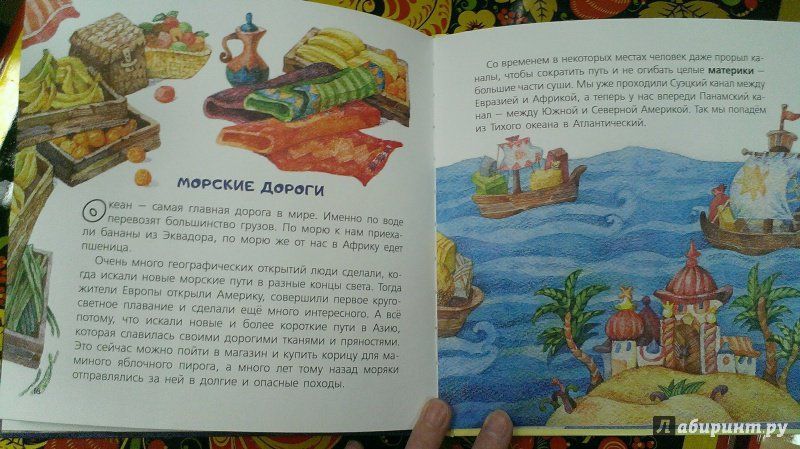 МОРСКИЕ ДОРОГИ
Океан — самая главная дорога в мире. Именно по воде
перевозят большинство грузов. По морю к нам приеха-
ли бананы из Эквадора, по морю же от нас в Африку едет
пшеница.
Очень много географических открытий люди сделали, ко-
гда искали новые морские пути в разные концы света. Тогда
жители Европы открыли Америку, совершили первое круго-
светное плавание и сделали ещё много интересного. А всё
потому, что искали новые и более короткие пути в Азию,
которая славилась своими дорогими тканями и пряностями.
Это сейчас можно пойти в магазин и купить корицу для ма-
миного яблочного пирога, а много лет тому назад моряки
отправлялись за ней в долгие и опасные походы.
Со временем в некоторых местах человек даже прорыл ка-
налы, чтобы сократить путь и не огибать целые материки —
большие части суши. Мы уже проходили Суэцкий канал между
Евразией и Африкой, а теперь у нас впереди Панамский ка-
нал — между Южной и Северной Америкой. Так мы попадём
из Тихого океана в Атлантический.
Лабиринт.ру